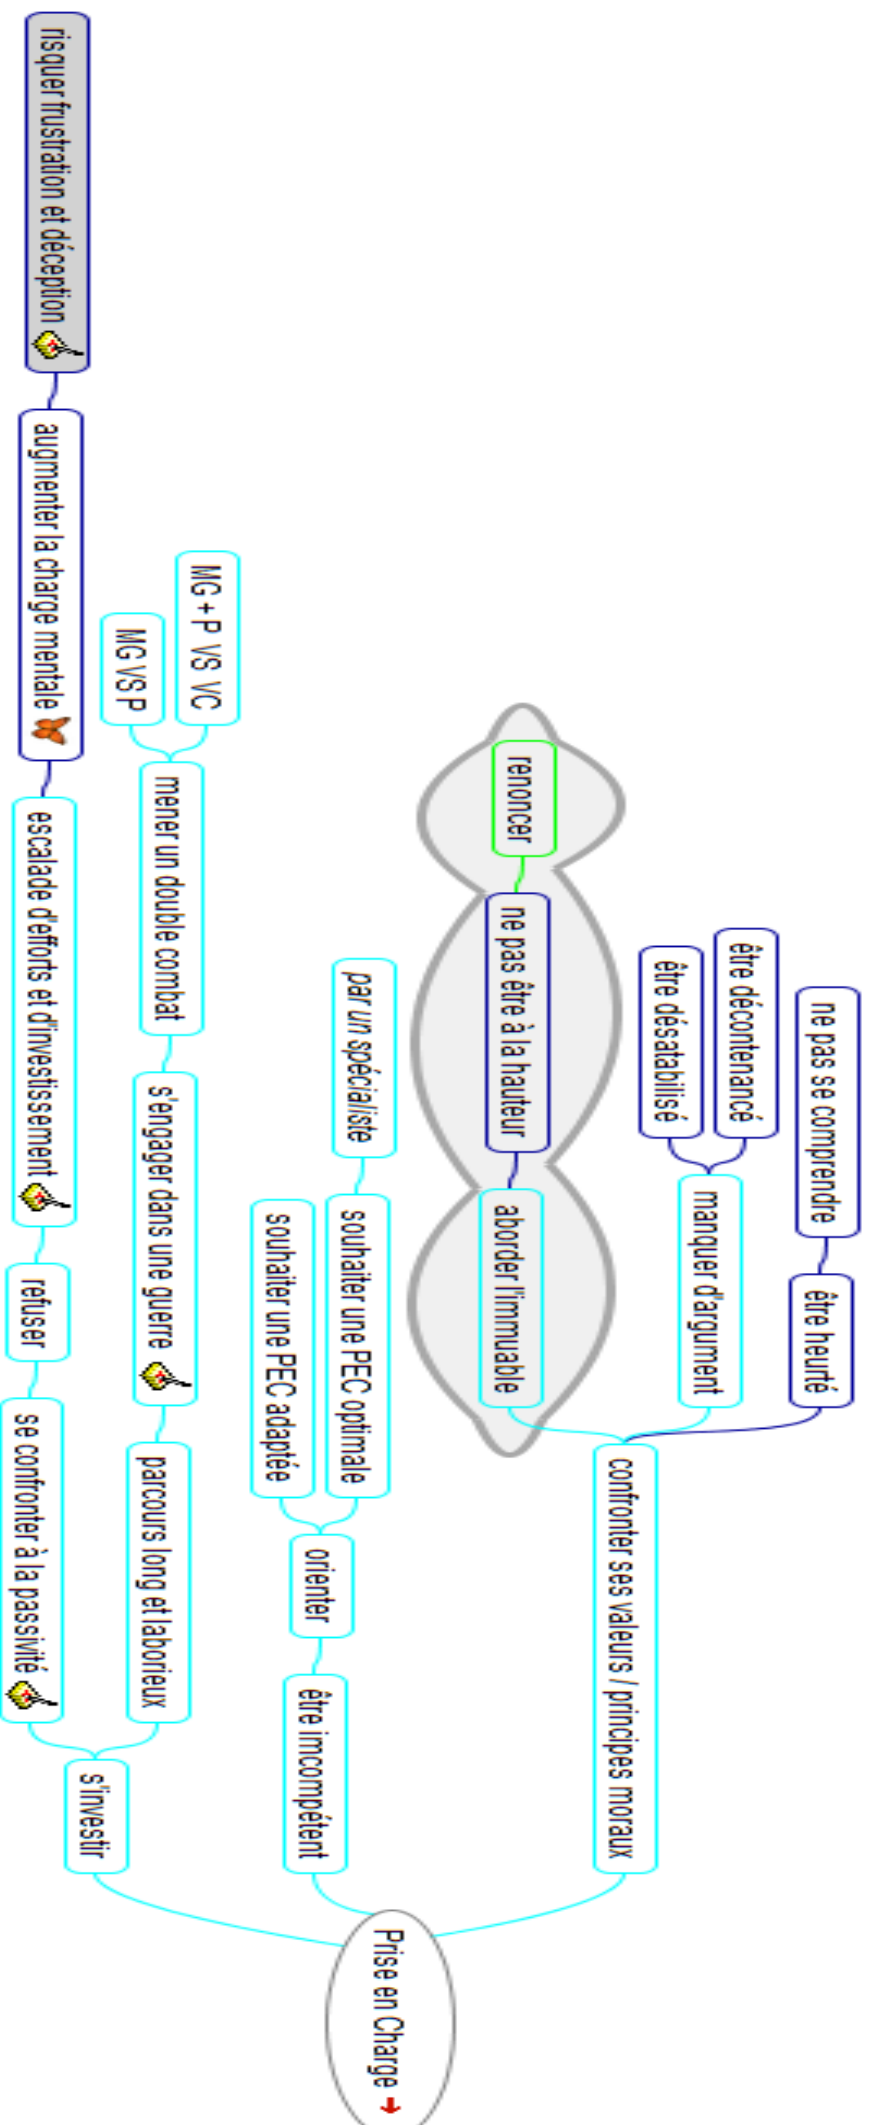 ne pas se comprendre
être heurté
être décontenancé
être désatabilisé
manquer d'argument
renoncer
ne pas être à la hauteur
aborder l'immuable
confronter ses valeurs / principes moraux
par un spécialiste
souhaiter une PEC optimale
souhaiter une PEC adaptée
orienter
être imcompétent
MG + P VS VC
MG VS P
mener un double combat
s'engager dans une guerre
parcours long et laborieux
risquer frustration et déception
augmenter la charge mentale
escalade d'efforts et d'investissement
refuser
se confronter à la passivité
s'investir
Prise en Charge